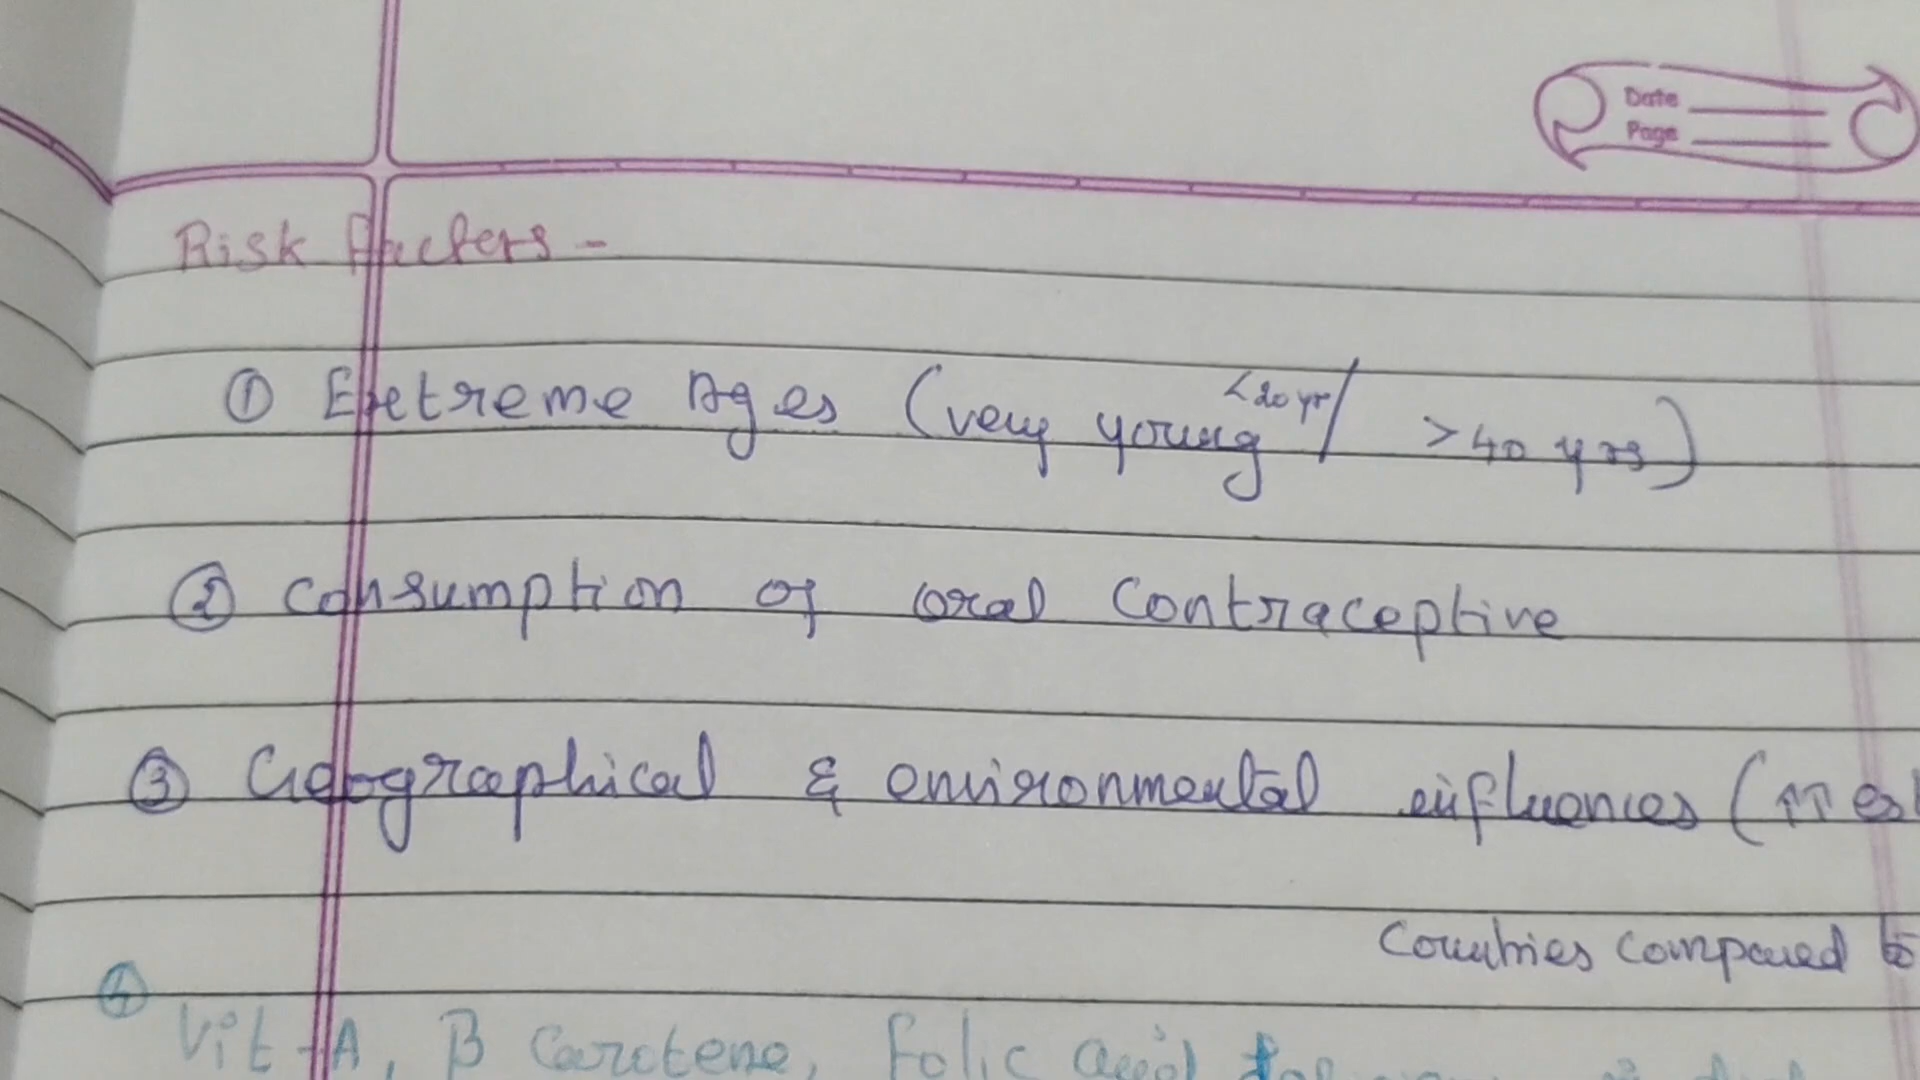 Date
Page
Risk factors -
① Extreme Ages (very young <20 yr/ >40 yrs)
② Consumption of oral Contraceptive
③ Geographical & environmental influences (↑↑
Countries compared to
④
Vit-A, β Carotene, Folic acid